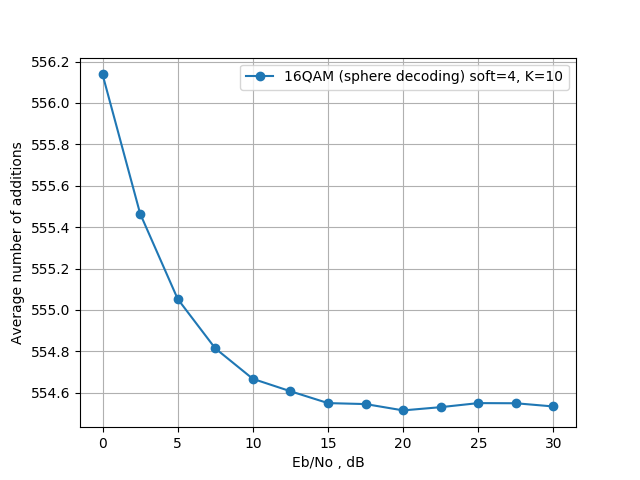 16QAM (sphere decoding) soft=4, K=10
Average number of additions
556.2
556.0
555.8
555.6
555.4
555.2
555.0
554.8
554.6
0 5 10 15 20 25 30
Eb/No , dB